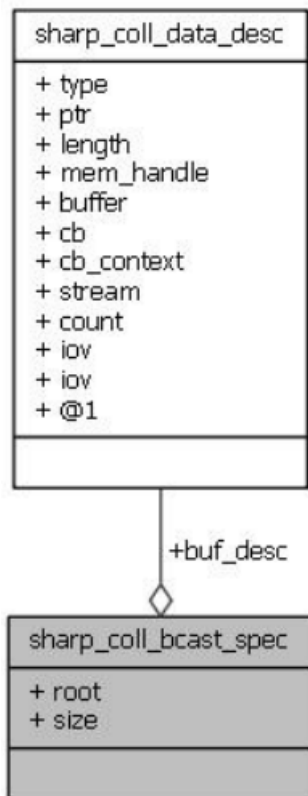 sharp_coll_data_desc
+ type
+ ptr
+ length
+ mem_handle
+ buffer
+ cb
+ cb_context
+ stream
+ count
+ iov
+ iov
+ @1
+buf_desc
sharp_coll_bcast_spec
+ root
+ size